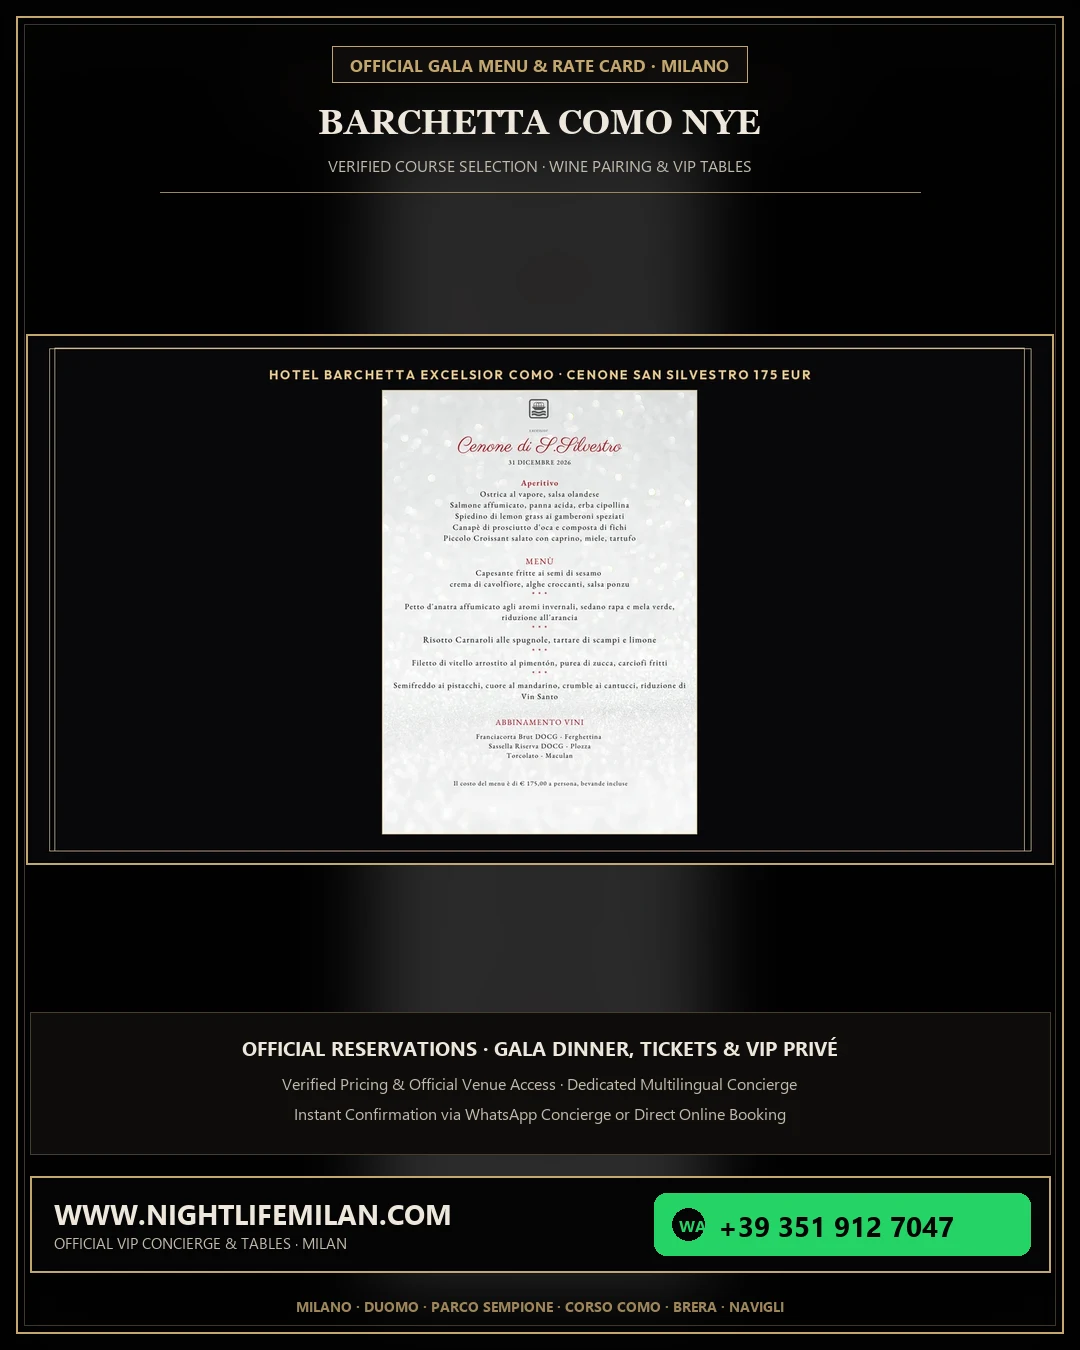 OFFICIAL GALA MENU & RATE CARD · MILANO
BARCHETTA COMO NYE
VERIFIED COURSE SELECTION · WINE PAIRING & VIP TABLES
HOTEL BARCHETTA EXCELSIOR COMO · CENONE SAN SILVESTRO 175 EUR
Cenone di S.Silvestro
31 DICEMBRE 2026
Aperitivo
Ostrica al vapore, salsa olandese
Salmone affumicato, panna acida, erba cipollina
Spiedino di lemon grass ai gamberoni speziati
Canapè di prosciutto d'oca e composta di fichi
Piccolo Croissant salato con caprino, miele, tartufo
MENÙ
Capesante fritte ai semi di sesamo
crema di cavolfiore, alghe croccanti, salsa ponzu
* * *
Petto d'anatra affumicato agli aromi invernali, sedano rapa e mela verde,
riduzione all'arancia
* * *
Risotto Carnaroli alle spugnole, tartare di scampi e limone
* * *
Filetto di vitello arrostito al pimentón, purea di zucca, carciofi fritti
* * *
Semifreddo ai pistacchi, cuore al mandarino, crumble ai cantucci, riduzione di
Vin Santo
ABBINAMENTO VINI
Franciacorta Brut DOCG - Ferghettina
Sassella Riserva DOCG - Plozza
Torcolato - Maculan
Il costo del menu è di € 175,00 a persona, bevande incluse
OFFICIAL RESERVATIONS · GALA DINNER, TICKETS & VIP PRIVÉ
Verified Pricing & Official Venue Access · Dedicated Multilingual Concierge
Instant Confirmation via WhatsApp Concierge or Direct Online Booking
WWW.NIGHTLIFEMILAN.COM
OFFICIAL VIP CONCIERGE & TABLES · MILAN
WA +39 351 912 7047
MILANO · DUOMO · PARCO SEMPIONE · CORSO COMO · BRERA · NAVIGLI